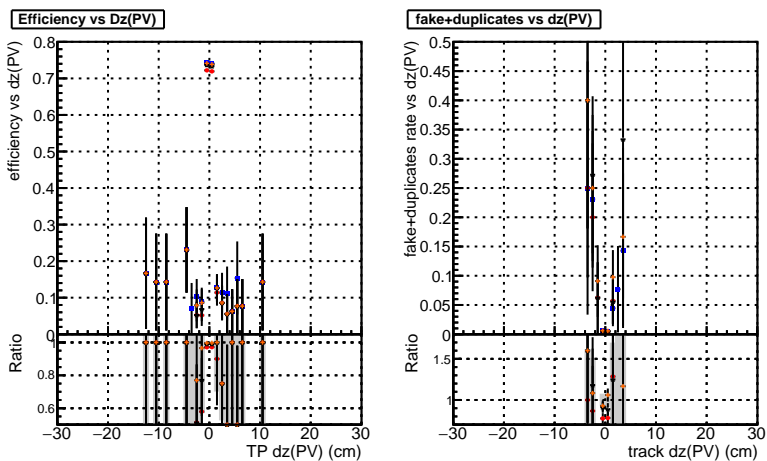 Efficiency vs Dz(PV)
efficiency vs dz(PV)
0.8
0.7
0.6
0.5
0.4
0.3
0.2
0.1
0
Ratio
1
0.8
0.6
−30 −20 −10 0 10 20 30
TP dz(PV) (cm)
fake+duplicates vs dz(PV)
fake+duplicates rate vs dz(PV)
0.5
0.45
0.4
0.35
0.3
0.25
0.2
0.15
0.1
0.05
0
Ratio
1.5
1
−30 −20 −10 0 10 20 30
track dz(PV) (cm)